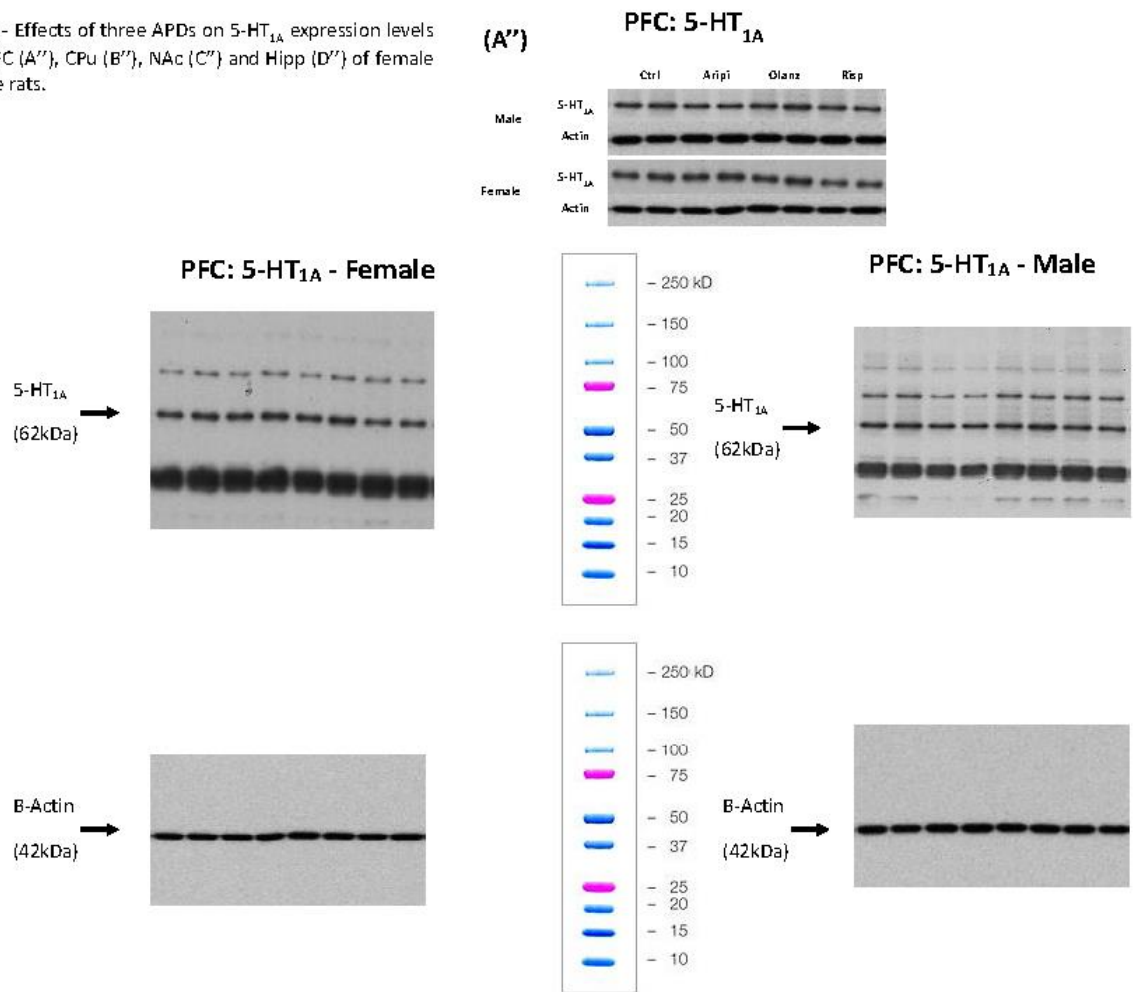 - Effects of three APDs on 5-HT1A expression levels
C (A''), CPu (B''), NAc (C'') and Hipp (D'') of female
e rats.
(A'')
PFC: 5-HT1A
Ctrl Aripi Olanz Risp
Male
5-HT1A
Actin
Female
5-HT1A
Actin
PFC: 5-HT1A - Female
5-HT1A
(62kDa)
250 kD
150
100
75
50
37
25
20
15
10
PFC: 5-HT1A - Male
5-HT1A
(62kDa)
B-Actin
(42kDa)
250 kD
150
100
75
50
37
25
20
15
10
B-Actin
(42kDa)